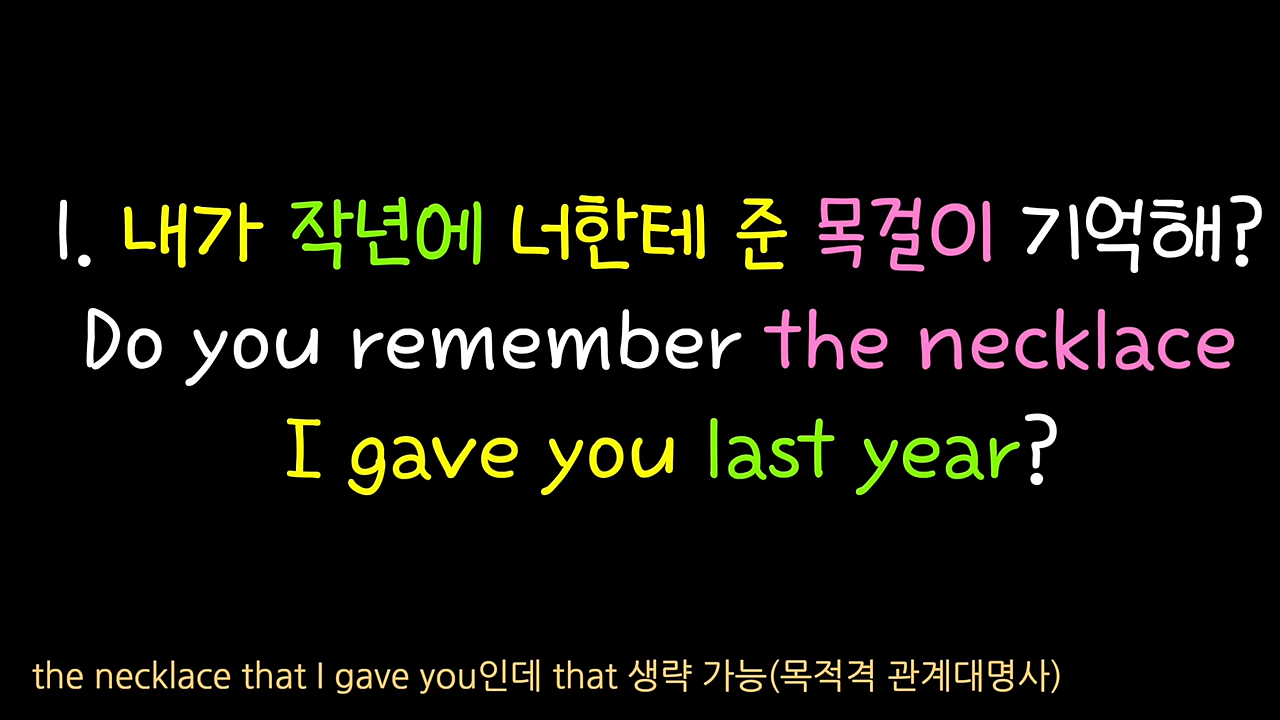 1. 내가 작년에 너한테 준 목걸이 기억해?
Do you remember the necklace
I gave you last year?
the necklace that I gave you인데 that 생략 가능(목적격 관계대명사)